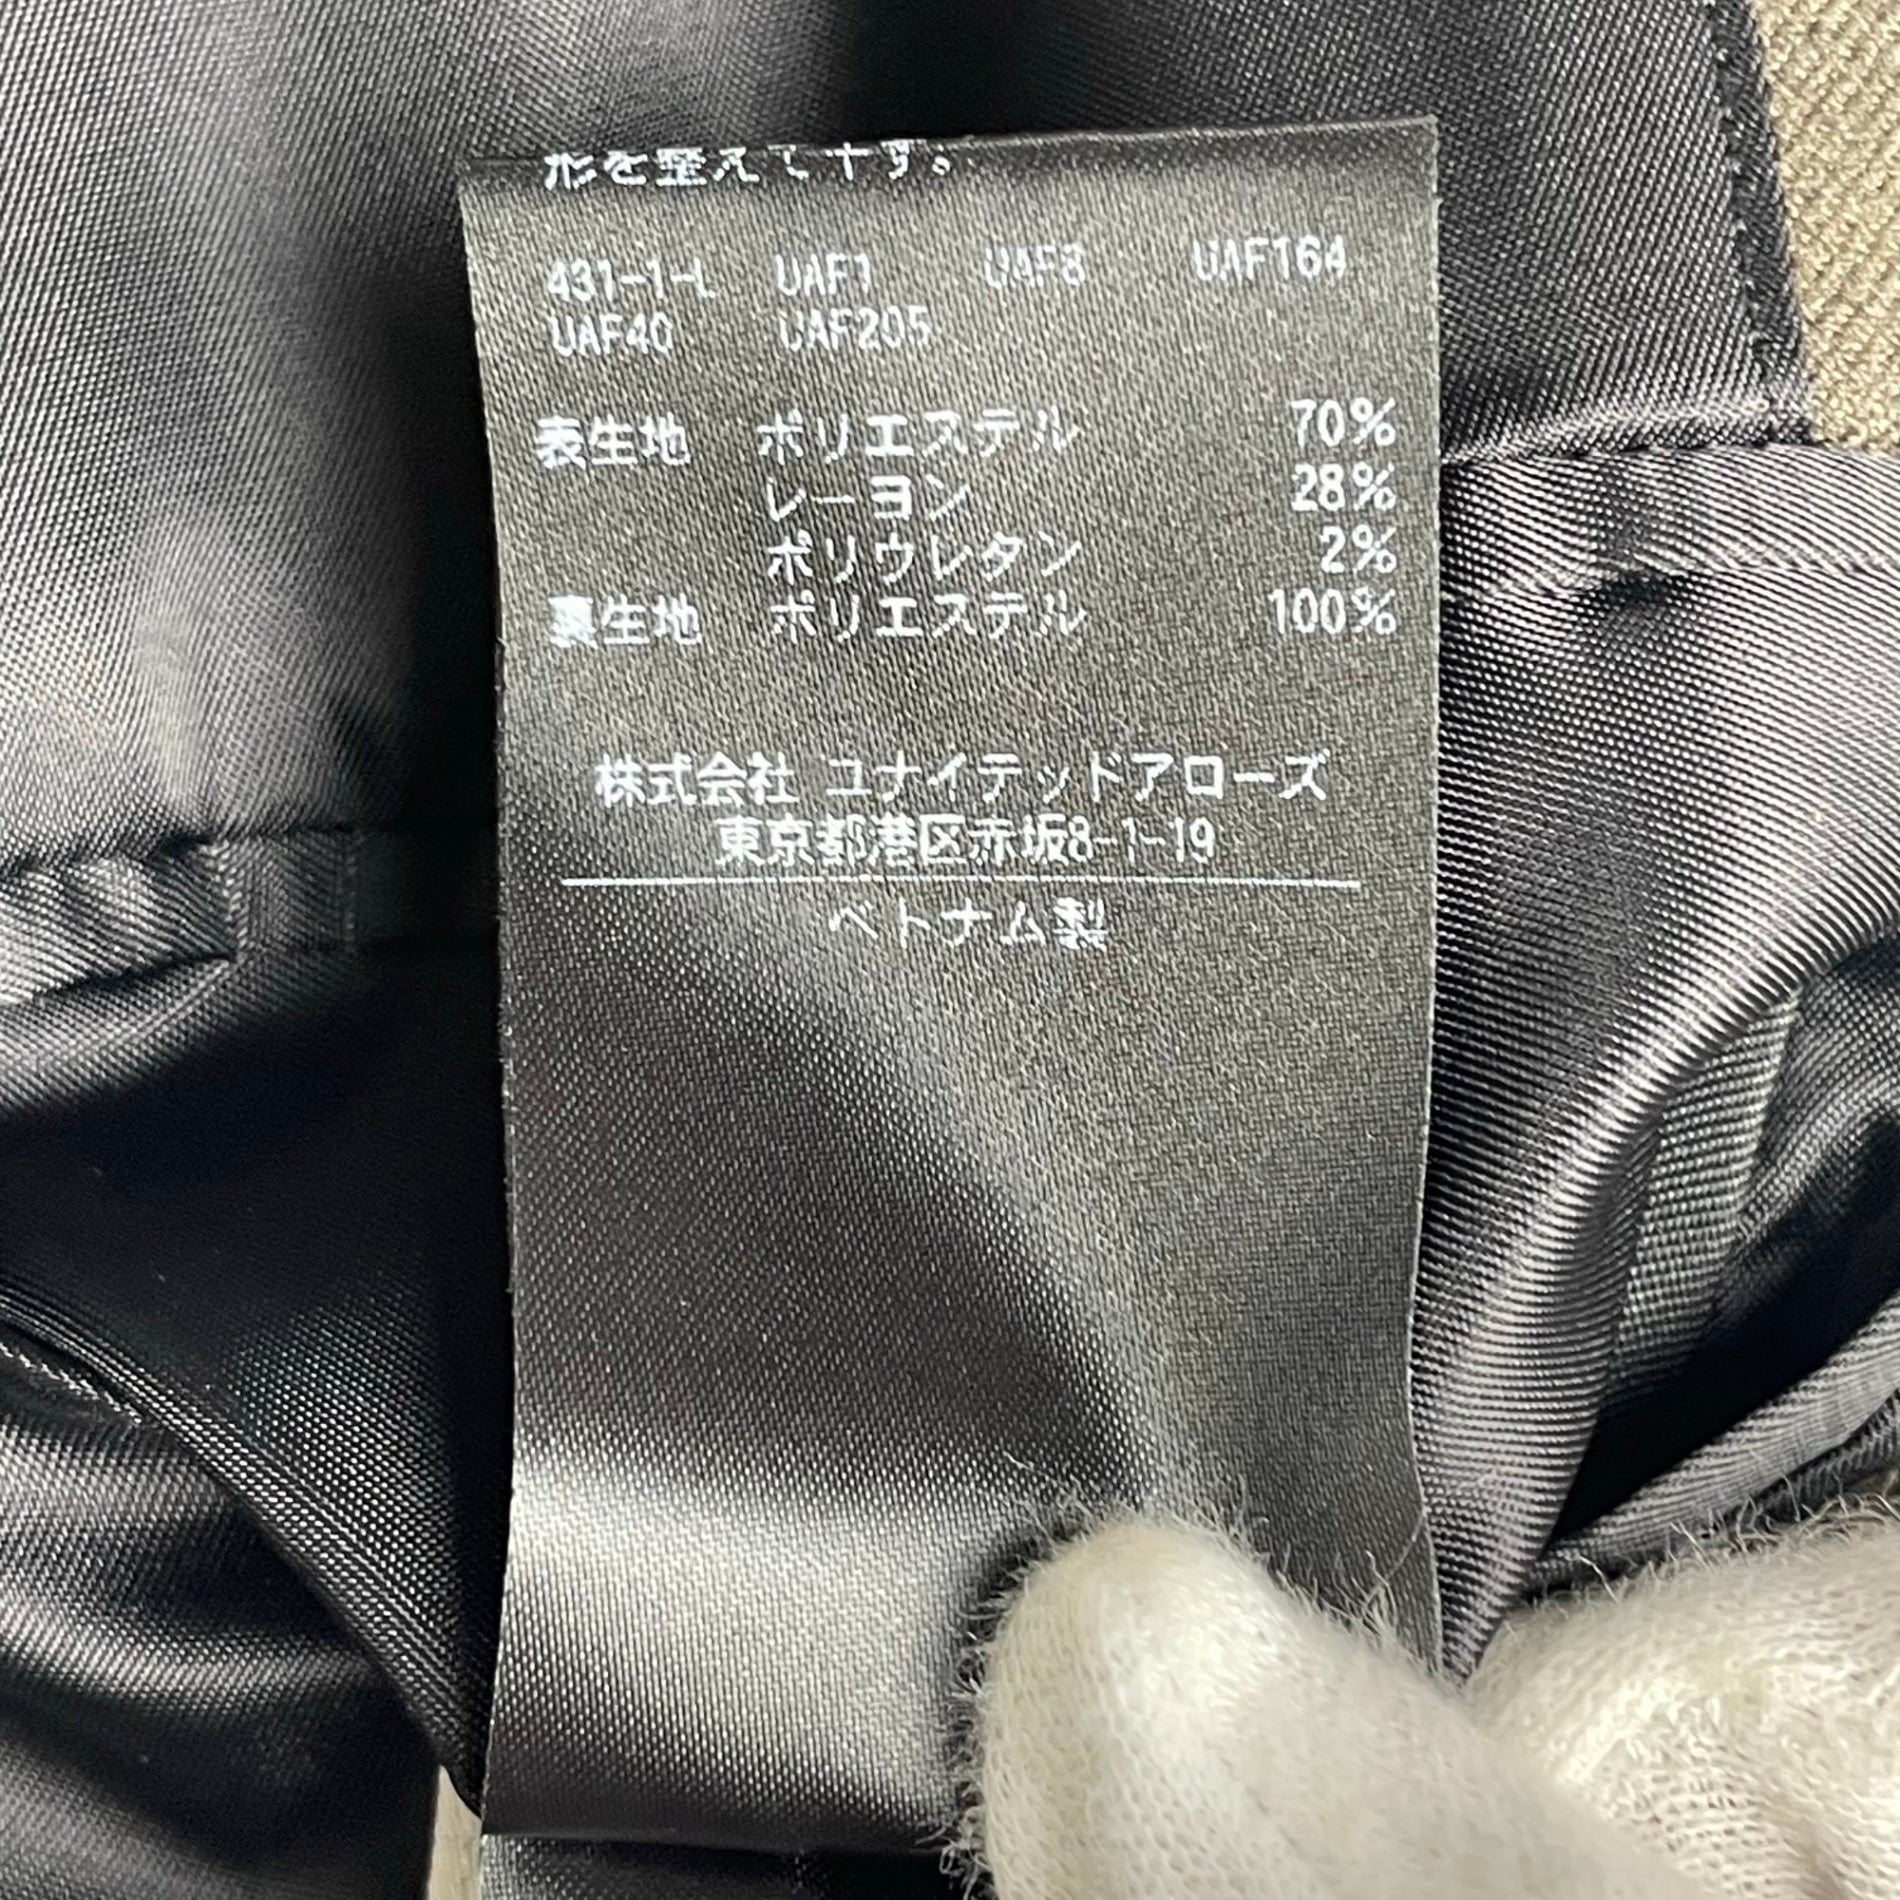 形を整えて干す。
431-1-L UAF1 UAF8 UAF164
UAF40 UAF205
表生地 ポリエステル 70%
レーヨン 28%
ポリウレタン 2%
裏生地 ポリエステル 100%
株式会社 ユナイテッドアローズ
東京都港区赤坂8-1-19
ベトナム製